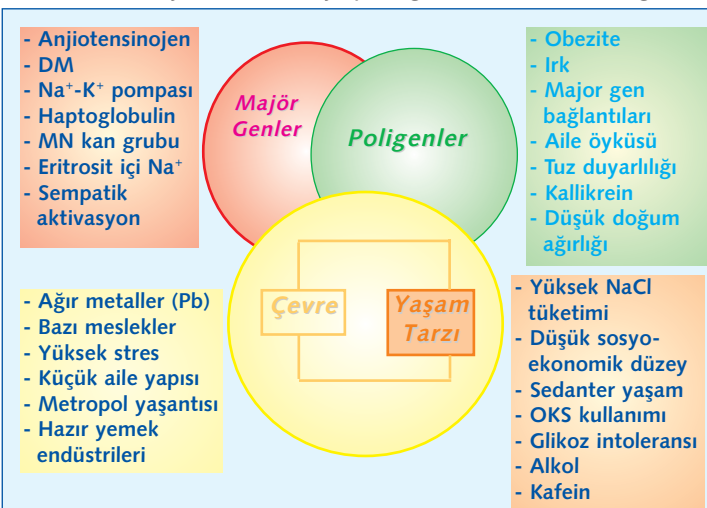 - Anjiotensinojen
- DM
- Na⁺-K⁺ pompası
- Haptoglobulin
- MN kan grubu
- Eritrosit içi Na⁺
- Sempatik
aktivasyon
Majör
Genler
Poligenler
- Obezite
- Irk
- Major gen
bağlantıları
- Aile öyküsü
- Tuz duyarlılığı
- Kallikrein
- Düşük doğum
ağırlığı
- Ağır metaller (Pb)
- Bazı meslekler
- Yüksek stres
- Küçük aile yapısı
- Metropol yaşantısı
- Hazır yemek
endüstrileri
Çevre
Yaşam
Tarzı
- Yüksek NaCl
tüketimi
- Düşük sosyo-
ekonomik düzey
- Sedanter yaşam
- OKS kullanımı
- Glikoz intoleransı
- Alkol
- Kafein